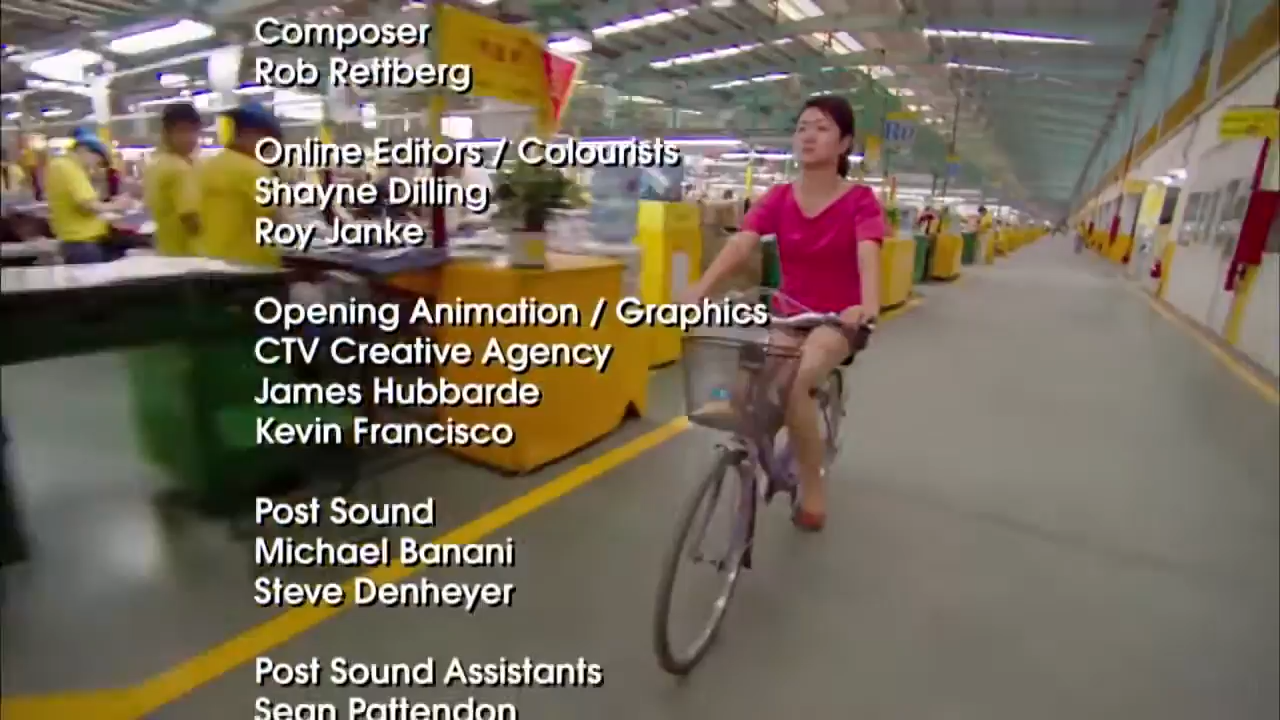 Composer
Rob Rettberg
Online Editors / Colourists
Shayne Dilling
Roy Janke
Opening Animation / Graphics
CTV Creative Agency
James Hubbarde
Kevin Francisco
Post Sound
Michael Banani
Steve Denheyer
Post Sound Assistants
Sean Pattendon